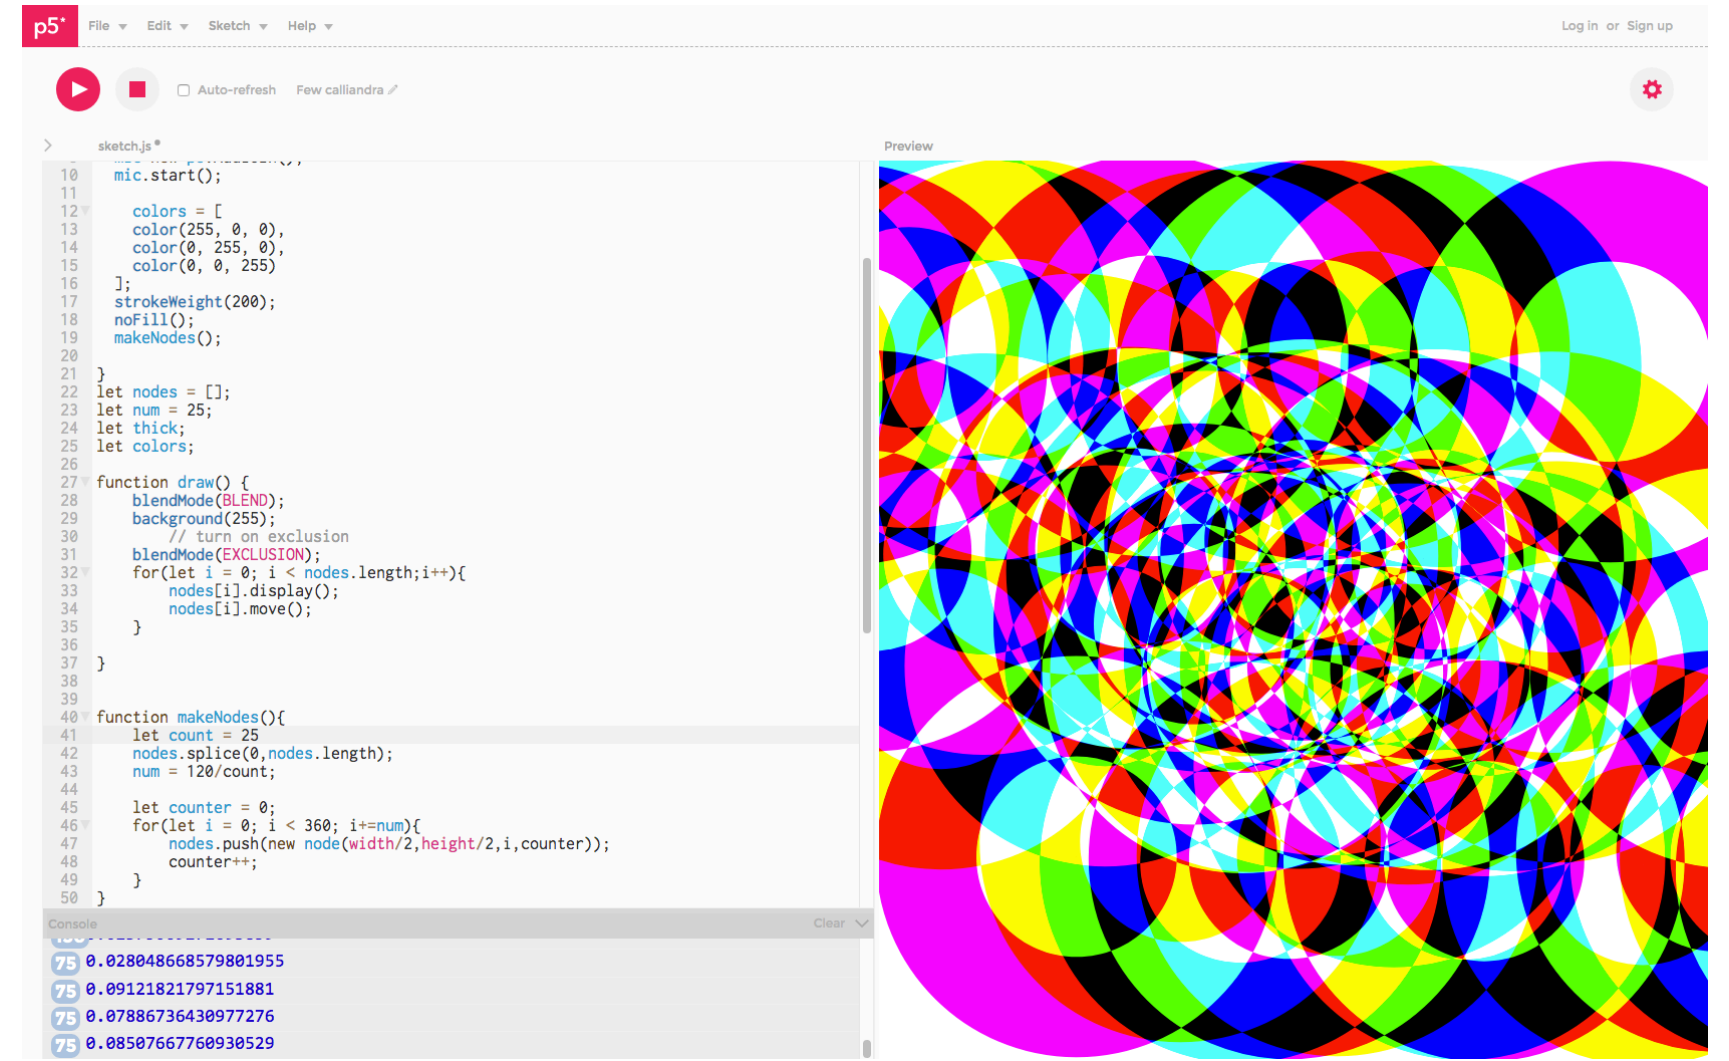 p5* File Edit Sketch Help Log in or Sign up
Auto-refresh Few calliandra
sketch.js Preview
10 mic.start();
11
12 colors = [
13 color(255, 0, 0),
14 color(0, 255, 0),
15 color(0, 0, 255)
16 ];
17 strokeWeight(200);
18 noFill();
19 makeNodes();
20
21 }
22 let nodes = [];
23 let num = 25;
24 let thick;
25 let colors;
26
27 function draw() {
28 blendMode(BLEND);
29 background(255);
30 // turn on exclusion
31 blendMode(EXCLUSION);
32 for(let i = 0; i < nodes.length;i++){
33 nodes[i].display();
34 nodes[i].move();
35 }
36
37 }
38
39
40 function makeNodes(){
41 let count = 25
42 nodes.splice(0,nodes.length);
43 num = 120/count;
44
45 let counter = 0;
46 for(let i = 0; i < 360; i+=num){
47 nodes.push(new node(width/2,height/2,i,counter));
48 counter++;
49 }
50 }
Console Clear
75 0.028048668579801955
75 0.09121821797151881
75 0.07886736430977276
75 0.08507667760930529